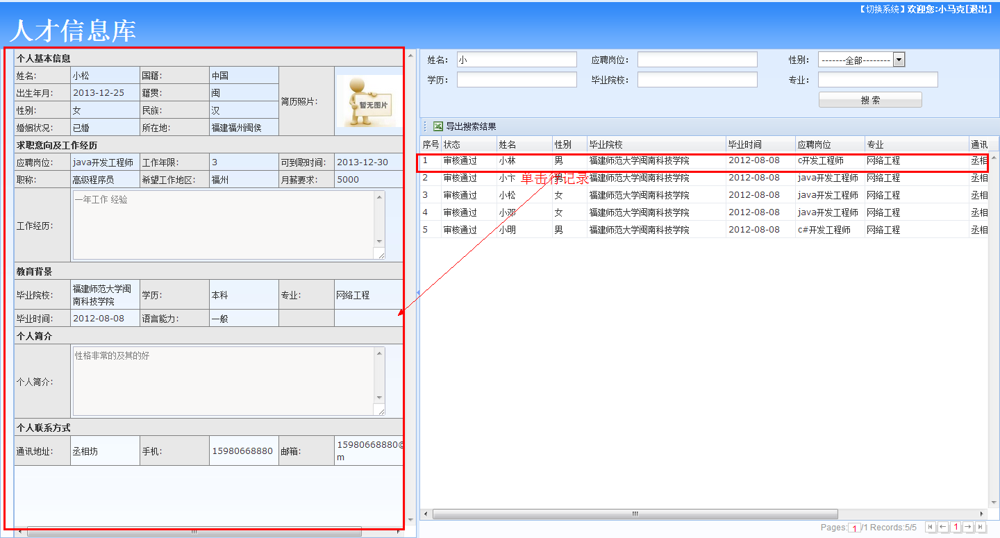 【切换系统】欢迎您:小马克[退出]
人才信息库
个人基本信息
姓名: 小松 国籍: 中国 简历照片: 暂无图片
出生年月: 2013-12-25 籍贯: 闽
性别: 女 民族: 汉
婚姻状况: 已婚 所在地: 福建福州闽侯
求职意向及工作经历
应聘岗位: java开发工程师 工作年限: 3 可到职时间: 2013-12-30
职称: 高级程序员 希望工作地区: 福州 月薪要求: 5000
工作经历: 一年工作 经验
教育背景
毕业院校: 福建师范大学闽
南科技学院 学历: 本科 专业: 网络工程
毕业时间: 2012-08-08 语言能力: 一般
个人简介
个人简介: 性格非常的及其的好
个人联系方式
通讯地址: 丞相坊 手机: 15980668880 邮箱: 15980668880@
m
姓名: 小 应聘岗位: 性别: -------全部--------
学历: 毕业院校: 专业:
搜 索
导出搜索结果
序号 状态 姓名 性别 毕业院校 毕业时间 应聘岗位 专业 通讯
1 审核通过 小林 男 福建师范大学闽南科技学院 2012-08-08 c开发工程师 网络工程 丞相
2 审核通过 小卞 男 福建师范大学闽南科技学院 2012-08-08 java开发工程师 网络工程 丞相
单击行记录
3 审核通过 小松 女 福建师范大学闽南科技学院 2012-08-08 java开发工程师 网络工程 丞相
4 审核通过 小邓 女 福建师范大学闽南科技学院 2012-08-08 java开发工程师 网络工程 丞相
5 审核通过 小明 男 福建师范大学闽南科技学院 2012-08-08 c#开发工程师 网络工程 丞相
Pages: 1 /1 Records:5/5 1